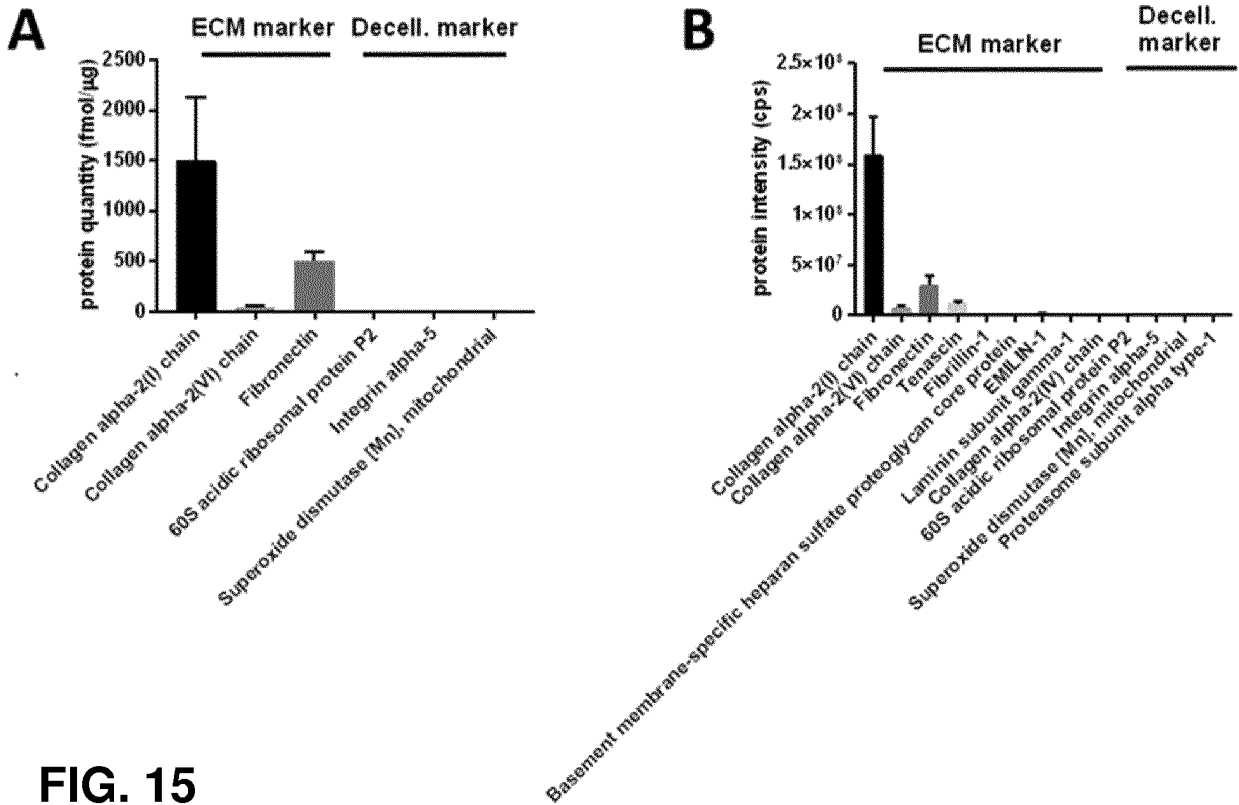 A
ECM marker
Decell. marker
protein quantity (fmol/µg)
2500
2000
1500
1000
500
0
Collagen alpha-2(I) chain
Collagen alpha-2(VI) chain
Fibronectin
60S acidic ribosomal protein P2
Integrin alpha-5
Superoxide dismutase [Mn], mitochondrial
B
ECM marker
Decell.
marker
protein intensity (cps)
2.5×10⁸
2×10⁸
1.5×10⁸
1×10⁸
5×10⁷
0
Collagen alpha-2(I) chain
Collagen alpha-2(VI) chain
Fibronectin
Tenascin
Fibrillin-1
Basement membrane-specific heparan sulfate proteoglycan core protein
EMILIN-1
Laminin subunit gamma-1
Collagen alpha-2(IV) chain
60S acidic ribosomal protein P2
Integrin alpha-5
Superoxide dismutase [Mn], mitochondrial
Proteasome subunit alpha type-1
FIG. 15